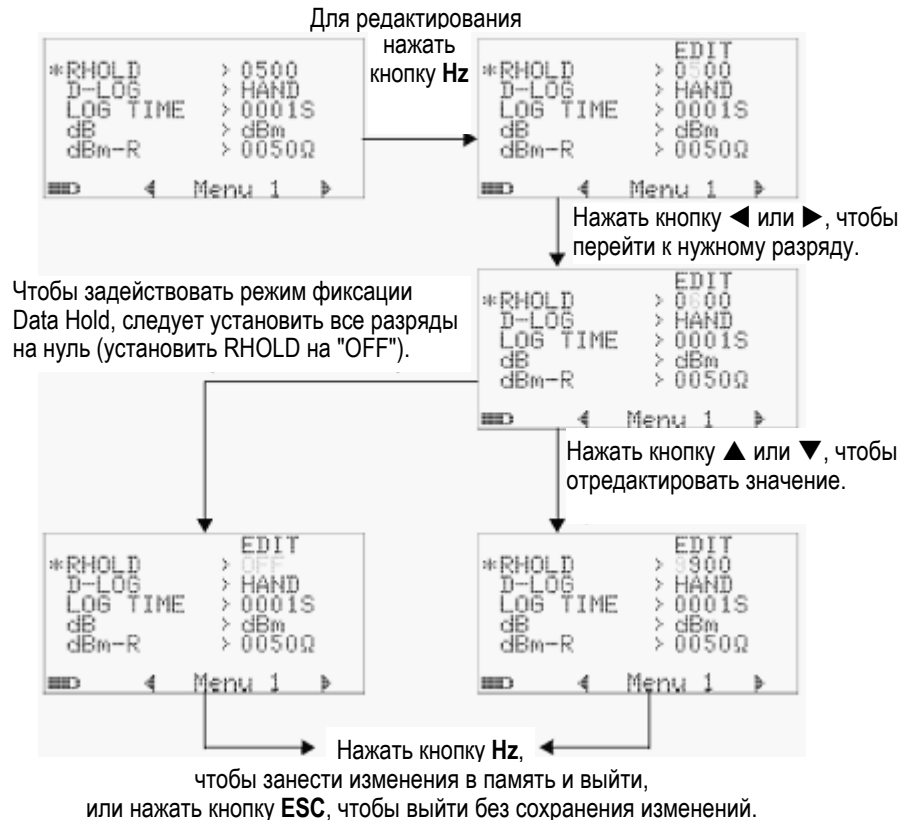 Для редактирования
нажать
кнопку Hz
*RHOLD > 0500
D-LOG > HAND
LOG TIME > 0001S
dB > dBm
dBm-R > 0050Ω
◀ Menu 1 ▶
EDIT
*RHOLD > 0500
D-LOG > HAND
LOG TIME > 0001S
dB > dBm
dBm-R > 0050Ω
◀ Menu 1 ▶
Нажать кнопку ◀ или ▶, чтобы
перейти к нужному разряду.
Чтобы задействовать режим фиксации
Data Hold, следует установить все разряды
на нуль (установить RHOLD на "OFF").
EDIT
*RHOLD > 0600
D-LOG > HAND
LOG TIME > 0001S
dB > dBm
dBm-R > 0050Ω
◀ Menu 1 ▶
Нажать кнопку ▲ или ▼, чтобы
отредактировать значение.
EDIT
*RHOLD > OFF
D-LOG > HAND
LOG TIME > 0001S
dB > dBm
dBm-R > 0050Ω
◀ Menu 1 ▶
EDIT
*RHOLD > 9900
D-LOG > HAND
LOG TIME > 0001S
dB > dBm
dBm-R > 0050Ω
◀ Menu 1 ▶
Нажать кнопку Hz,
чтобы занести изменения в память и выйти,
или нажать кнопку ESC, чтобы выйти без сохранения изменений.